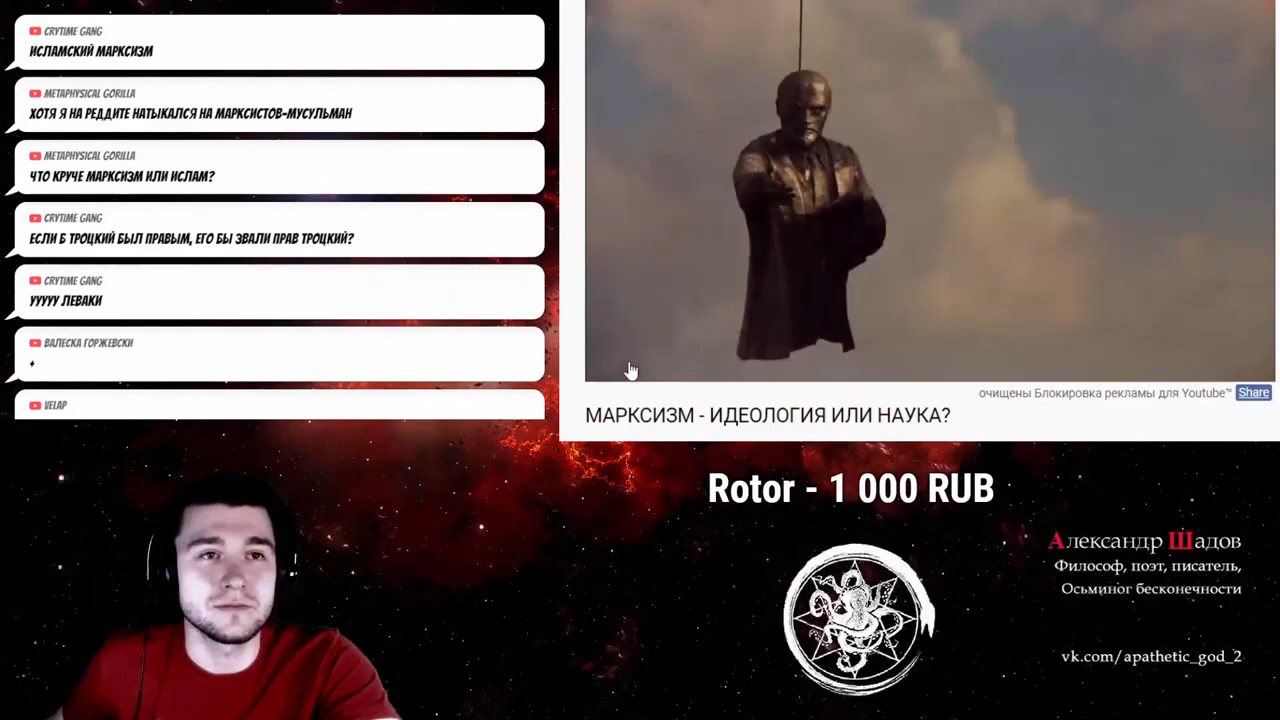 CRYTIME GANG
ИСЛАМСКИЙ МАРКСИЗМ
METAPHYSICAL GORILLA
ХОТЯ Я НА РЕДДИТЕ НАТЫКАЛСЯ НА МАРКСИСТОВ-МУСУЛЬМАН
METAPHYSICAL GORILLA
ЧТО КРУЧЕ МАРКСИЗМ ИЛИ ИСЛАМ?
CRYTIME GANG
ЕСЛИ Б ТРОЦКИЙ БЫЛ ПРАВЫМ, ЕГО БЫ ЗВАЛИ ПРАВ ТРОЦКИЙ?
CRYTIME GANG
УУУУУ ЛЕВАКИ
ВАЛЕСКА ГОРЖЕВСКИ
+
VELAP
очищены Блокировка рекламы для Youtube™ Share
МАРКСИЗМ - ИДЕОЛОГИЯ ИЛИ НАУКА?
Rotor - 1 000 RUB
Александр Шадов
Философ, поэт, писатель,
Осьминог бесконечности
vk.com/apathetic_god_2